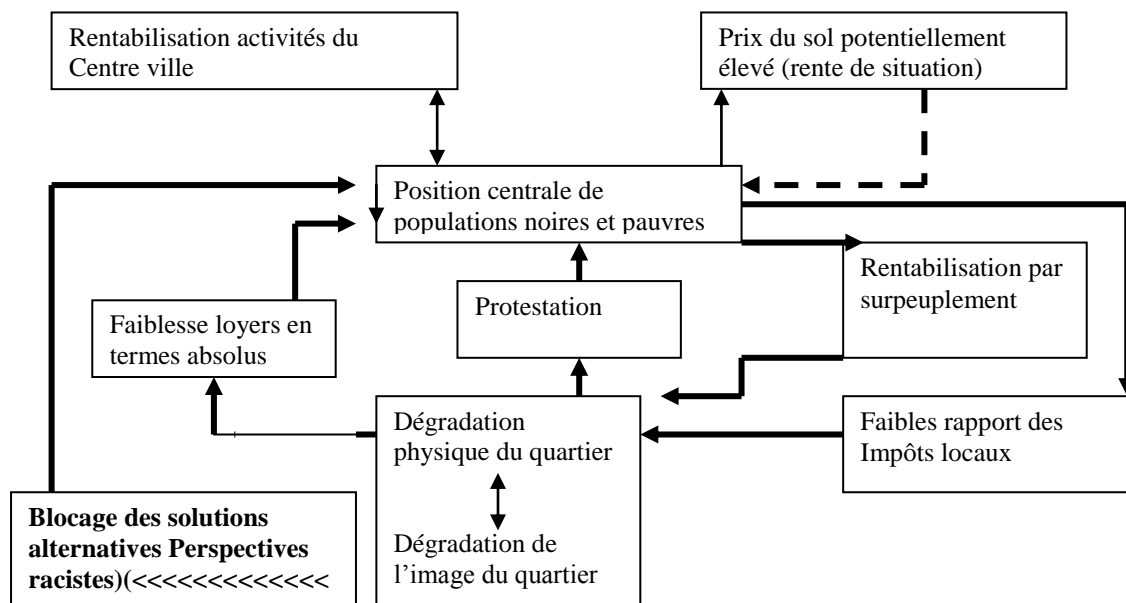 Rentabilisation activités du
Centre ville
Prix du sol potentiellement
élevé (rente de situation)
Position centrale de
populations noires et pauvres
Rentabilisation par
surpeuplement
Protestation
Faiblesse loyers en
termes absolus
Dégradation
physique du quartier
Faibles rapport des
Impôts locaux
Blocage des solutions
alternatives Perspectives
racistes)(<<<<<<<<<<<<<
Dégradation de
l’image du quartier